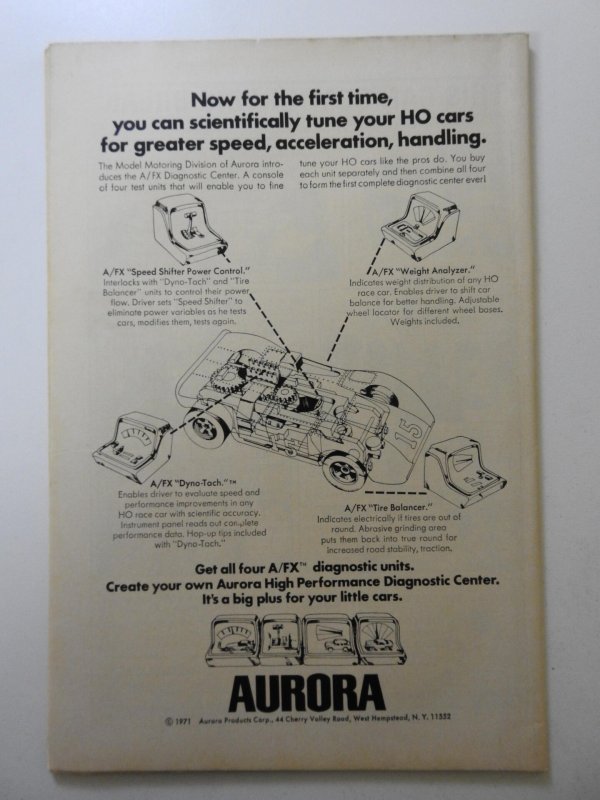 Now for the first time,
you can scientifically tune your HO cars
for greater speed, acceleration, handling.
The Model Motoring Division of Aurora intro-
duces the A/FX Diagnostic Center. A console
of four test units that will enable you to fine
tune your HO cars like the pros do. You buy
each unit separately and then combine all four
to form the first complete diagnostic center ever!
A/FX "Speed Shifter Power Control."
Interlocks with "Dyno-Tach" and "Tire
Balancer" units to control their power
flow. Driver sets "Speed Shifter" to
eliminate power variables as he tests
cars, modifies them, tests again.
A/FX "Weight Analyzer."
Indicates weight distribution of any HO
race car. Enables driver to shift car
balance for better handling. Adjustable
wheel locator for different wheel bases.
Weights included.
15
A/FX "Dyno-Tach."™
Enables driver to evaluate speed and
performance improvements in any
HO race car with scientific accuracy.
Instrument panel reads out complete
performance data. Hop-up tips included
with "Dyno-Tach."
A/FX "Tire Balancer."
Indicates electrically if tires are out of
round. Abrasive grinding area
puts them back into true round for
increased road stability, traction.
Get all four A/FX™ diagnostic units.
Create your own Aurora High Performance Diagnostic Center.
It's a big plus for your little cars.
AURORA
© 1971 Aurora Products Corp., 44 Cherry Valley Road, West Hempstead, N. Y. 11552